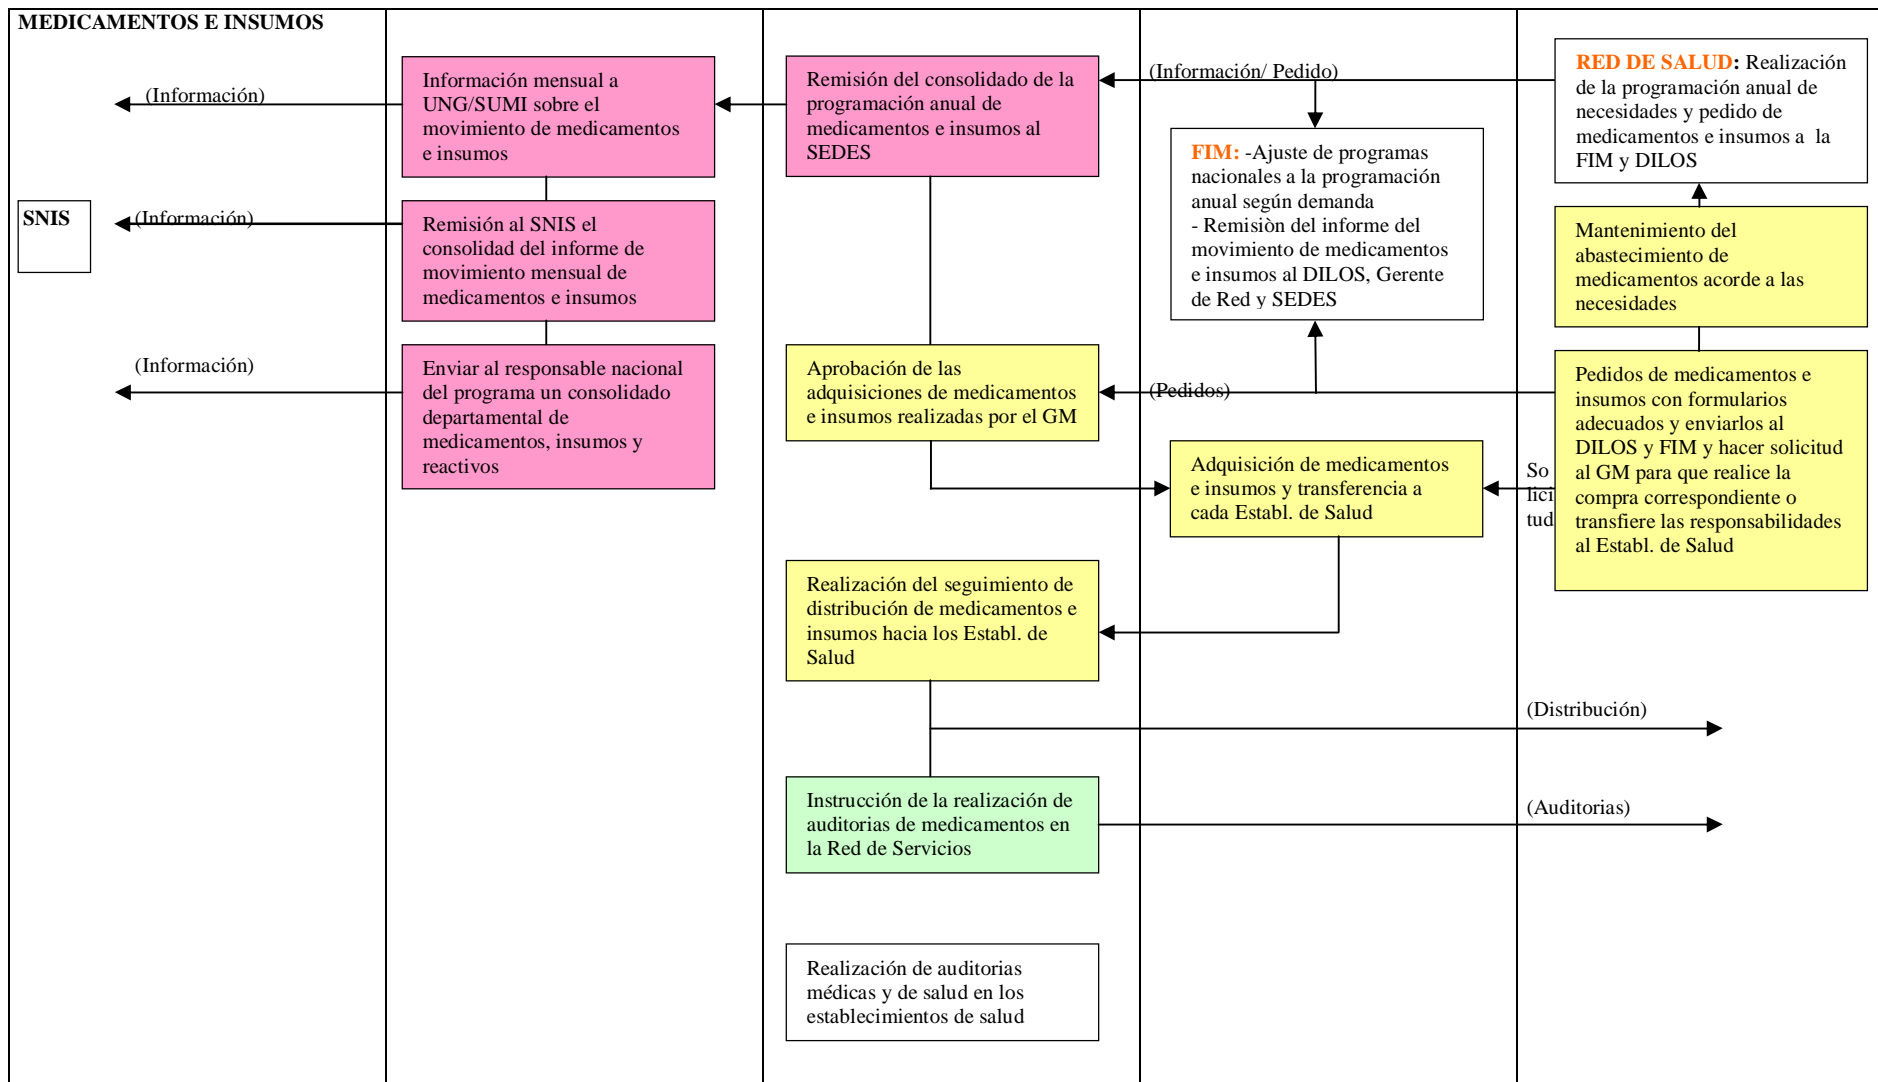 MEDICAMENTOS E INSUMOS
(Información)
SNIS
(Información)
(Información)
Información mensual a
UNG/SUMI sobre el
movimiento de medicamentos
e insumos
Remisión al SNIS el
consolidad del informe de
movimiento mensual de
medicamentos e insumos
Enviar al responsable nacional
del programa un consolidado
departamental de
medicamentos, insumos y
reactivos
Remisión del consolidado de la
programación anual de
medicamentos e insumos al
SEDES
Aprobación de las
adquisiciones de medicamentos
e insumos realizadas por el GM
Realización del seguimiento de
distribución de medicamentos e
insumos hacia los Establ. de
Salud
Instrucción de la realización de
auditorias de medicamentos en
la Red de Servicios
Realización de auditorias
médicas y de salud en los
establecimientos de salud
(Información/ Pedido)
FIM: -Ajuste de programas
nacionales a la programación
anual según demanda
- Remisiòn del informe del
movimiento de medicamentos
e insumos al DILOS, Gerente
de Red y SEDES
(Pedidos)
Adquisición de medicamentos
e insumos y transferencia a
cada Establ. de Salud
RED DE SALUD: Realización
de la programación anual de
necesidades y pedido de
medicamentos e insumos a la
FIM y DILOS
Mantenimiento del
abastecimiento de
medicamentos acorde a las
necesidades
Pedidos de medicamentos e
insumos con formularios
adecuados y enviarlos al
DILOS y FIM y hacer solicitud
al GM para que realice la
compra correspondiente o
transfiere las responsabilidades
al Establ. de Salud
So
lici
tud
(Distribución)
(Auditorias)